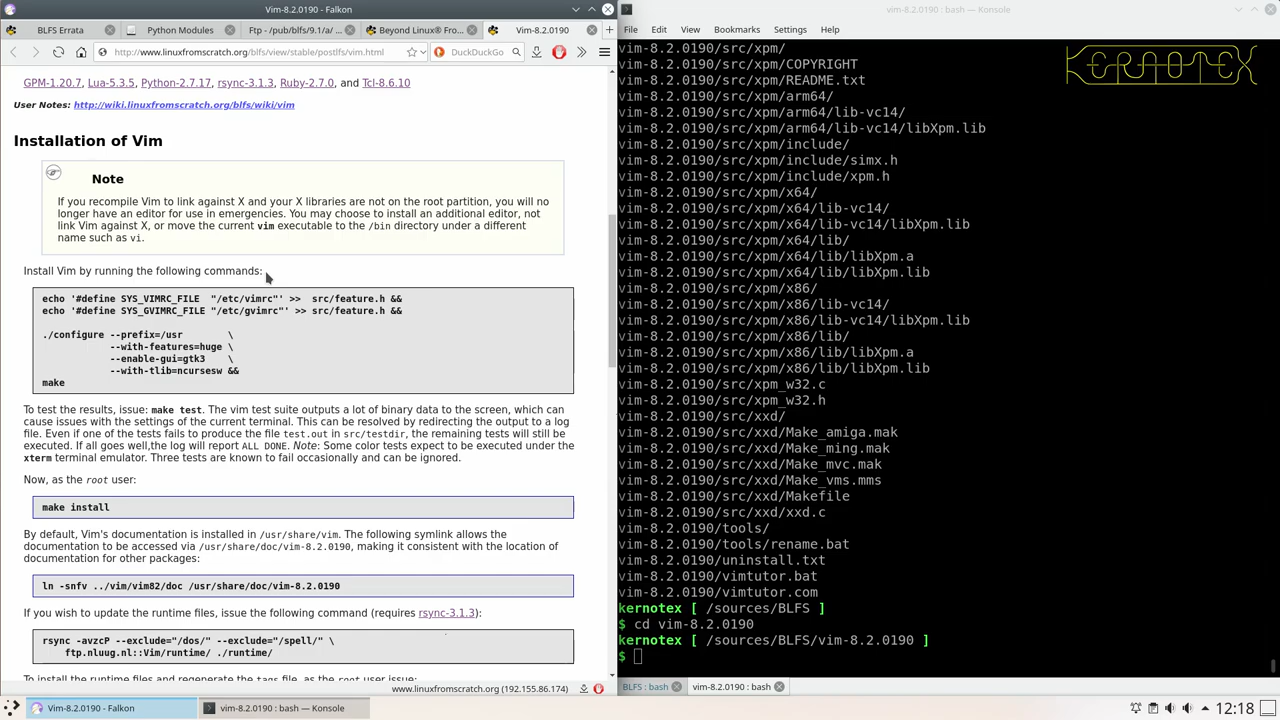 Vim-8.2.0190 - Falkon
BLFS Errata
Python Modules
Ftp - /pub/blfs/9.1/a/
Beyond Linux® Fro...
Vim-8.2.0190
http://www.linuxfromscratch.org/blfs/view/stable/postlfs/vim.html
DuckDuckGo
GPM-1.20.7, Lua-5.3.5, Python-2.7.17, rsync-3.1.3, Ruby-2.7.0, and Tcl-8.6.10
User Notes: http://wiki.linuxfromscratch.org/blfs/wiki/vim
Installation of Vim
Note
If you recompile Vim to link against X and your X libraries are not on the root partition, you will no
longer have an editor for use in emergencies. You may choose to install an additional editor, not
link Vim against X, or move the current vim executable to the /bin directory under a different
name such as vi.
Install Vim by running the following commands:
echo '#define SYS_VIMRC_FILE  "/etc/vimrc"' >>  src/feature.h &&
echo '#define SYS_GVIMRC_FILE "/etc/gvimrc"' >> src/feature.h &&
./configure --prefix=/usr \
--with-features=huge \
--enable-gui=gtk3 \
--with-tlib=ncursesw &&
make
To test the results, issue: make test. The vim test suite outputs a lot of binary data to the screen, which can
cause issues with the settings of the current terminal. This can be resolved by redirecting the output to a log
file. Even if one of the tests fails to produce the file test.out in src/testdir, the remaining tests will still be
executed. If all goes well,the log will report ALL DONE. Note: Some color tests expect to be executed under the
xterm terminal emulator. Three tests are known to fail occasionally and can be ignored.
Now, as the root user:
make install
By default, Vim's documentation is installed in /usr/share/vim. The following symlink allows the
documentation to be accessed via /usr/share/doc/vim-8.2.0190, making it consistent with the location of
documentation for other packages:
ln -snfv ../vim/vim82/doc /usr/share/doc/vim-8.2.0190
If you wish to update the runtime files, issue the following command (requires rsync-3.1.3):
rsync -avzcP --exclude="/dos/" --exclude="/spell/" \
ftp.nluug.nl::Vim/runtime/ ./runtime/
To install the runtime files and regenerate the tags file, as the root user issue:
www.linuxfromscratch.org (192.155.86.174)
vim-8.2.0190 : bash — Konsole
File Edit View Bookmarks Settings Help
KERNOTEX
vim-8.2.0190/src/xpm/
vim-8.2.0190/src/xpm/COPYRIGHT
vim-8.2.0190/src/xpm/README.txt
vim-8.2.0190/src/xpm/arm64/
vim-8.2.0190/src/xpm/arm64/lib-vc14/
vim-8.2.0190/src/xpm/arm64/lib-vc14/libXpm.lib
vim-8.2.0190/src/xpm/include/
vim-8.2.0190/src/xpm/include/simx.h
vim-8.2.0190/src/xpm/include/xpm.h
vim-8.2.0190/src/xpm/x64/
vim-8.2.0190/src/xpm/x64/lib-vc14/
vim-8.2.0190/src/xpm/x64/lib-vc14/libXpm.lib
vim-8.2.0190/src/xpm/x64/lib/
vim-8.2.0190/src/xpm/x64/lib/libXpm.a
vim-8.2.0190/src/xpm/x64/lib/libXpm.lib
vim-8.2.0190/src/xpm/x86/
vim-8.2.0190/src/xpm/x86/lib-vc14/
vim-8.2.0190/src/xpm/x86/lib-vc14/libXpm.lib
vim-8.2.0190/src/xpm/x86/lib/
vim-8.2.0190/src/xpm/x86/lib/libXpm.a
vim-8.2.0190/src/xpm/x86/lib/libXpm.lib
vim-8.2.0190/src/xpm_w32.c
vim-8.2.0190/src/xpm_w32.h
vim-8.2.0190/src/xxd/
vim-8.2.0190/src/xxd/Make_amiga.mak
vim-8.2.0190/src/xxd/Make_ming.mak
vim-8.2.0190/src/xxd/Make_mvc.mak
vim-8.2.0190/src/xxd/Make_vms.mms
vim-8.2.0190/src/xxd/Makefile
vim-8.2.0190/src/xxd/xxd.c
vim-8.2.0190/tools/
vim-8.2.0190/tools/rename.bat
vim-8.2.0190/uninstall.txt
vim-8.2.0190/vimtutor.bat
vim-8.2.0190/vimtutor.com
kernotex [ /sources/BLFS ]
$ cd vim-8.2.0190
kernotex [ /sources/BLFS/vim-8.2.0190 ]
$
BLFS : bash
vim-8.2.0190 : bash
Vim-8.2.0190 - Falkon
vim-8.2.0190 : bash — Konsole
12:18